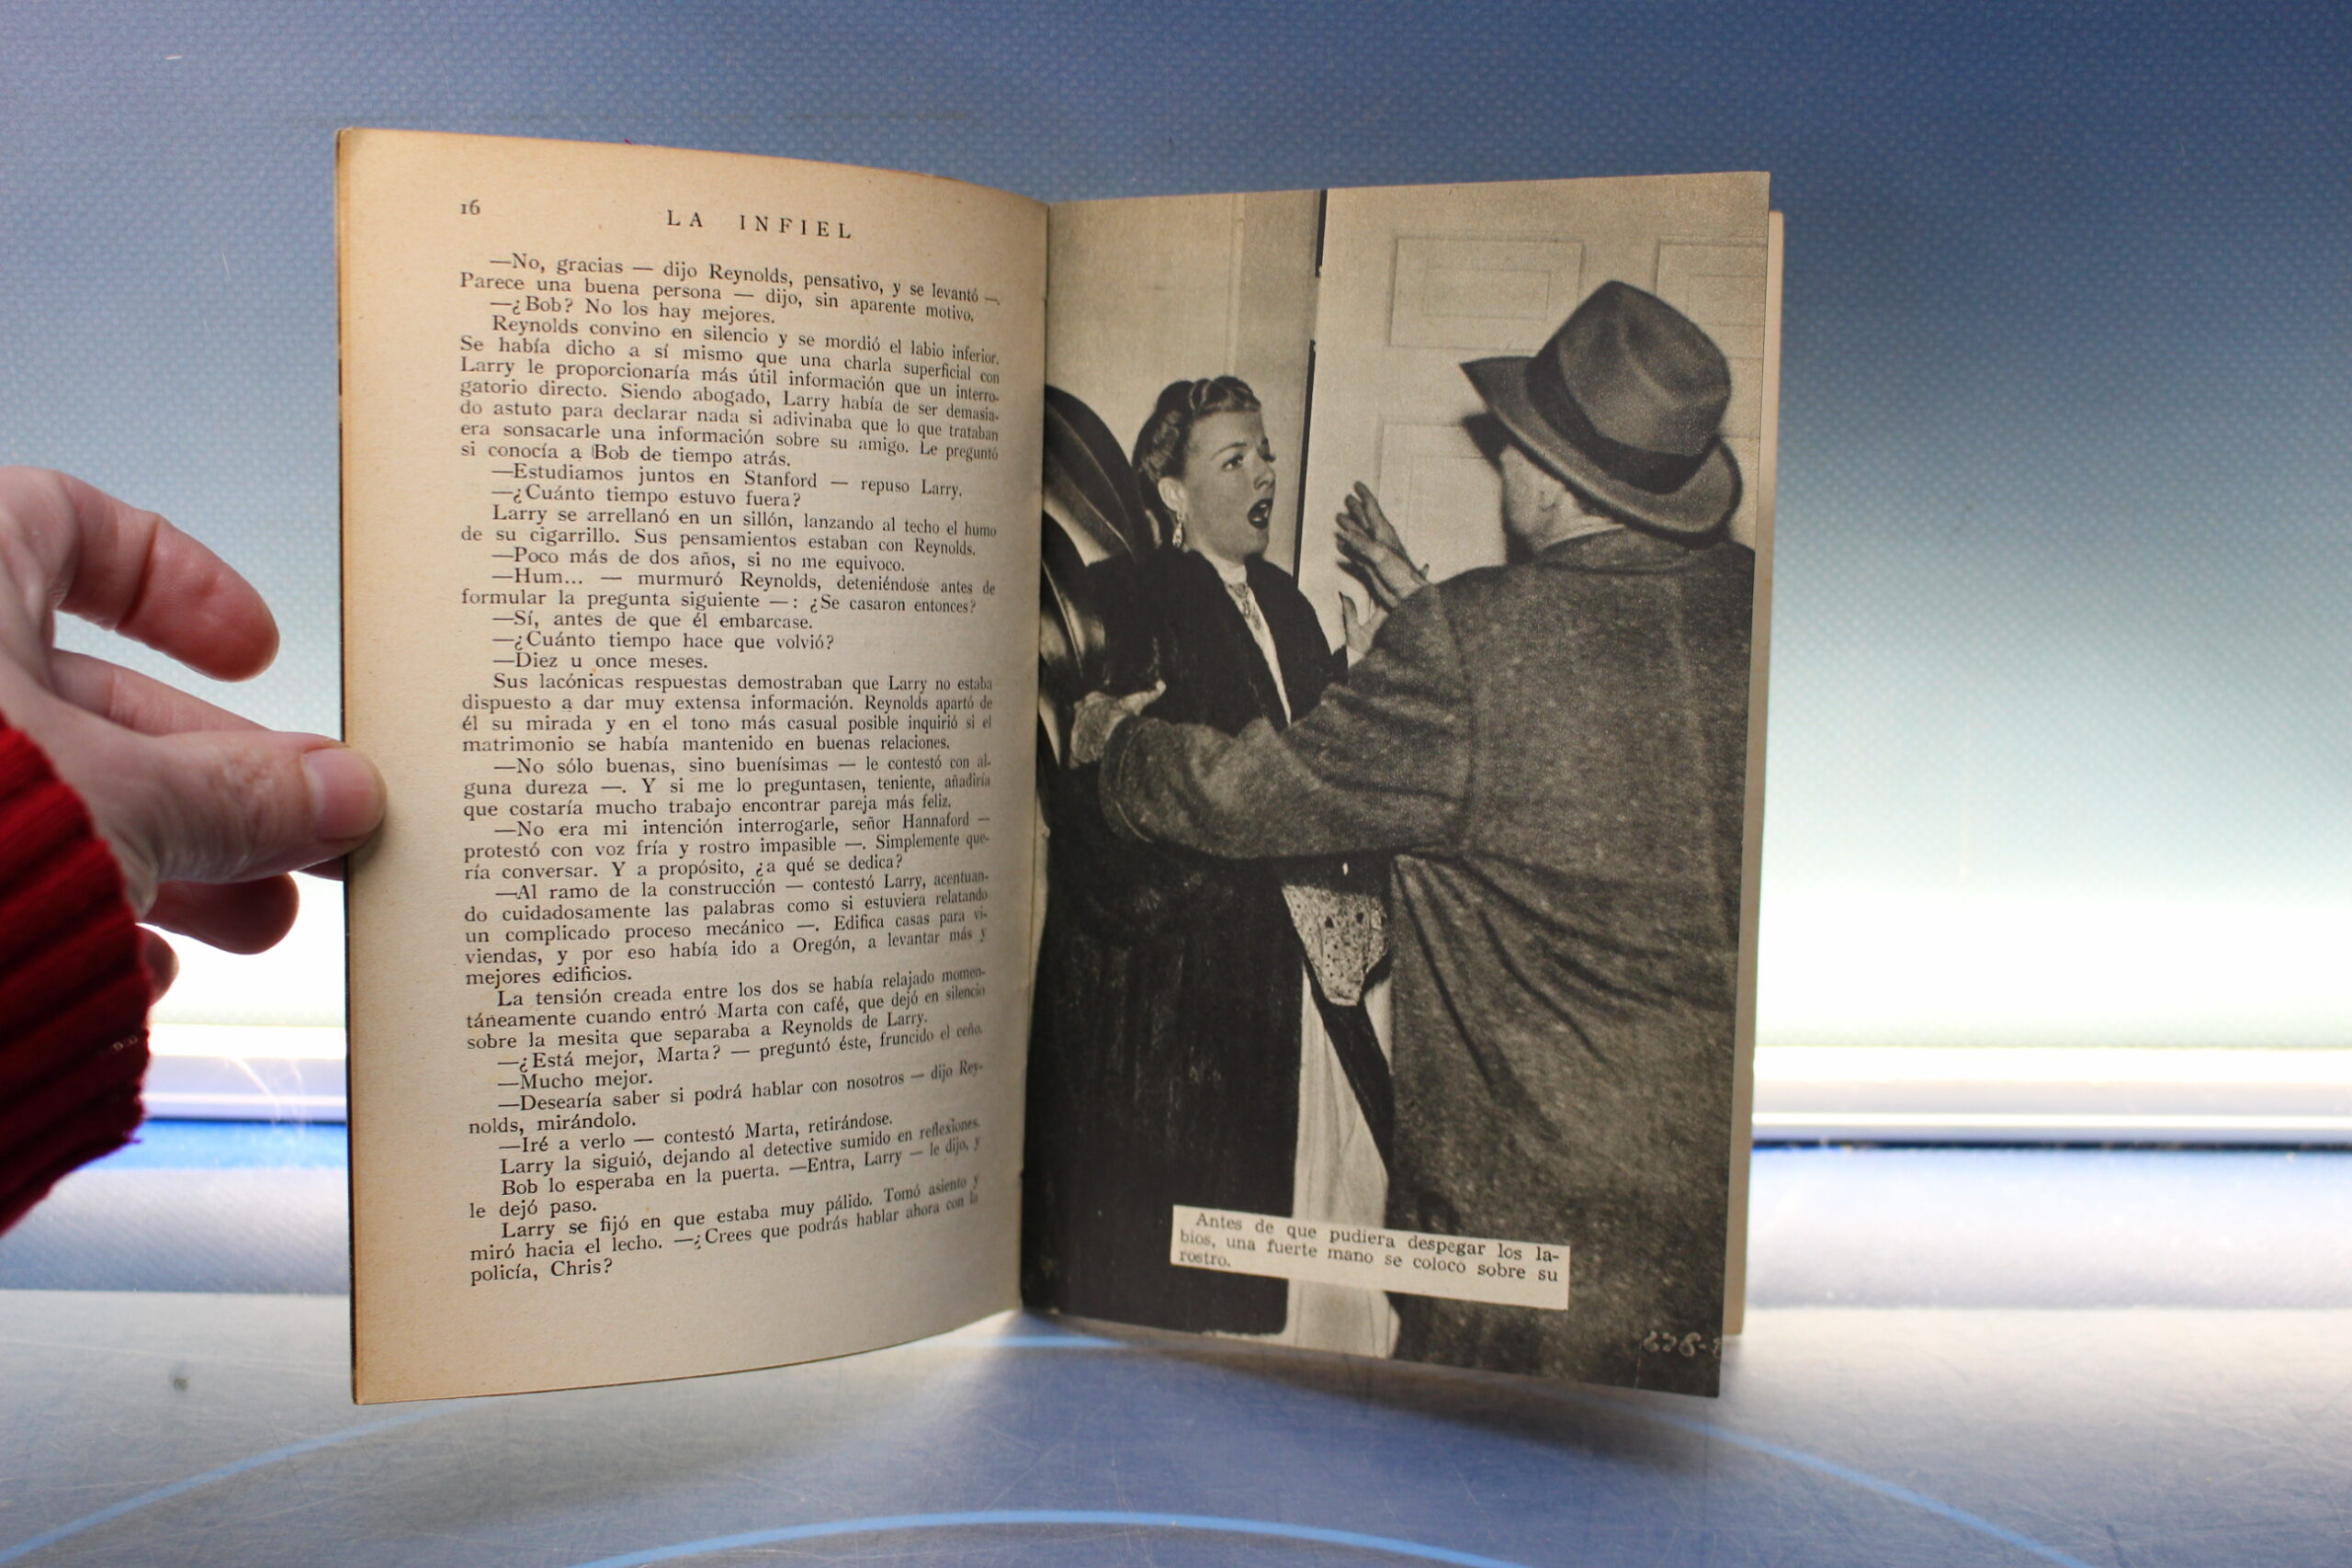 16
LA INFIEL
—No, gracias — dijo Reynolds, pensativo, y se levantó —.
Parece una buena persona — dijo, sin aparente motivo.
—¿Bob? No los hay mejores.
Reynolds convino en silencio y se mordió el labio inferior.
Se había dicho a sí mismo que una charla superficial con
Larry le proporcionaría más útil información que un interro-
gatorio directo. Siendo abogado, Larry había de ser demasia-
do astuto para declarar nada si adivinaba que lo que trataban
era sonsacarle una información sobre su amigo. Le preguntó
si conocía a Bob de tiempo atrás.
—Estudiamos juntos en Stanford — repuso Larry.
—¿Cuánto tiempo estuvo fuera?
Larry se arrellanó en un sillón, lanzando al techo el humo
de su cigarrillo. Sus pensamientos estaban con Reynolds.
—Poco más de dos años, si no me equivoco.
—Hum... — murmuró Reynolds, deteniéndose antes de
formular la pregunta siguiente —: ¿Se casaron entonces?
—Sí, antes de que él embarcase.
—¿Cuánto tiempo hace que volvió?
—Diez u once meses.
Sus lacónicas respuestas demostraban que Larry no estaba
dispuesto a dar muy extensa información. Reynolds apartó de
él su mirada y en el tono más casual posible inquirió si el
matrimonio se había mantenido en buenas relaciones.
—No sólo buenas, sino buenísimas — le contestó con al-
guna dureza —. Y si me lo preguntasen, teniente, añadiría
que costaría mucho trabajo encontrar pareja más feliz.
—No era mi intención interrogarle, señor Hannaford —
protestó con voz fría y rostro impasible —. Simplemente que-
ría conversar. Y a propósito, ¿a qué se dedica?
—Al ramo de la construcción — contestó Larry, acentuan-
do cuidadosamente las palabras como si estuviera relatando
un complicado proceso mecánico —. Edifica casas para vi-
viendas, y por eso había ido a Oregón, a levantar más y
mejores edificios.
La tensión creada entre los dos se había relajado momen-
táneamente cuando entró Marta con café, que dejó en silencio
sobre la mesita que separaba a Reynolds de Larry.
—¿Está mejor, Marta? — preguntó éste, fruncido el ceño.
—Mucho mejor.
—Desearía saber si podrá hablar con nosotros — dijo Rey-
nolds, mirándolo.
—Iré a verlo — contestó Marta, retirándose.
Larry la siguió, dejando al detective sumido en reflexiones.
Bob lo esperaba en la puerta. —Entra, Larry — le dijo, y
le dejó paso.
Larry se fijó en que estaba muy pálido. Tomó asiento y
miró hacia el lecho. —¿Crees que podrás hablar ahora con la
policía, Chris?
Antes de que pudiera despegar los la-
bios, una fuerte mano se colocó sobre su
rostro.